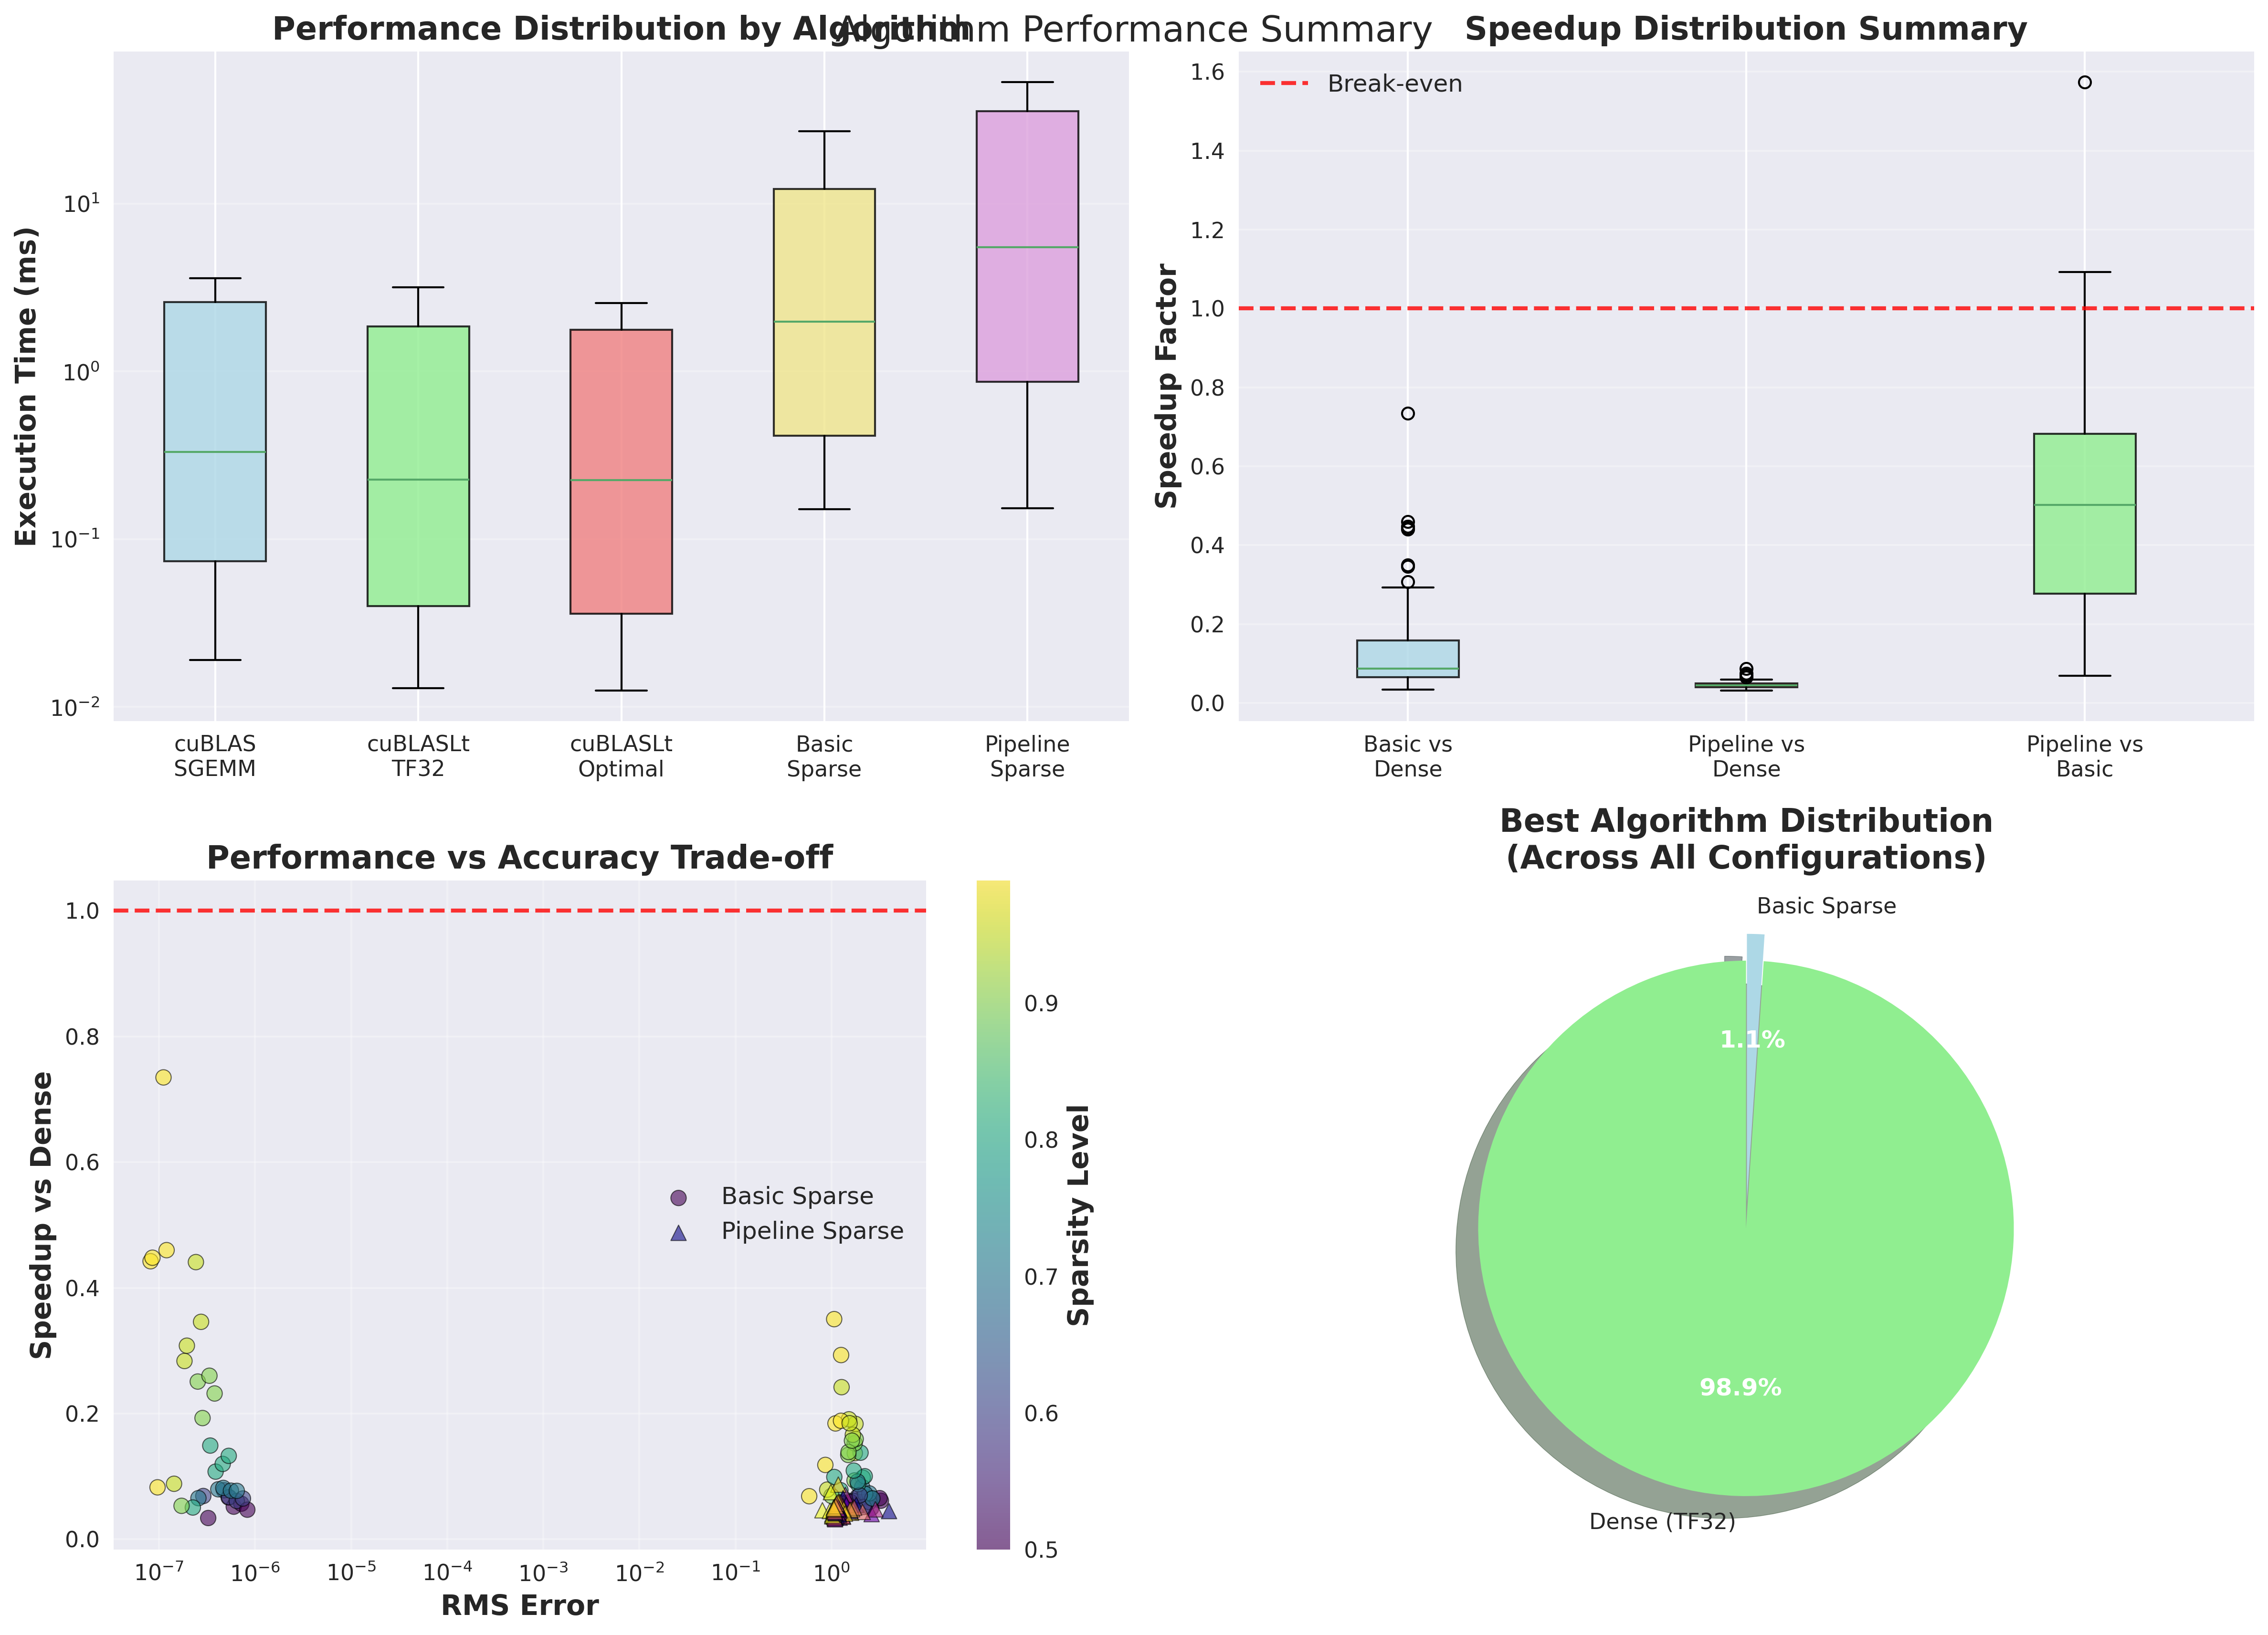 Performance Distribution by Algorithm
Algorithm Performance Summary
Speedup Distribution Summary
Execution Time (ms)
10¹
10⁰
10⁻¹
10⁻²
cuBLAS
SGEMM
cuBLASLt
TF32
cuBLASLt
Optimal
Basic
Sparse
Pipeline
Sparse
Speedup Factor
1.6
1.4
1.2
1.0
0.8
0.6
0.4
0.2
0.0
Break-even
Basic vs
Dense
Pipeline vs
Dense
Pipeline vs
Basic
Performance vs Accuracy Trade-off
Speedup vs Dense
1.0
0.8
0.6
0.4
0.2
0.0
Basic Sparse
Pipeline Sparse
10⁻⁷
10⁻⁶
10⁻⁵
10⁻⁴
10⁻³
10⁻²
10⁻¹
10⁰
RMS Error
0.9
0.8
0.7
0.6
0.5
Sparsity Level
Best Algorithm Distribution
(Across All Configurations)
Basic Sparse
1.1%
98.9%
Dense (TF32)